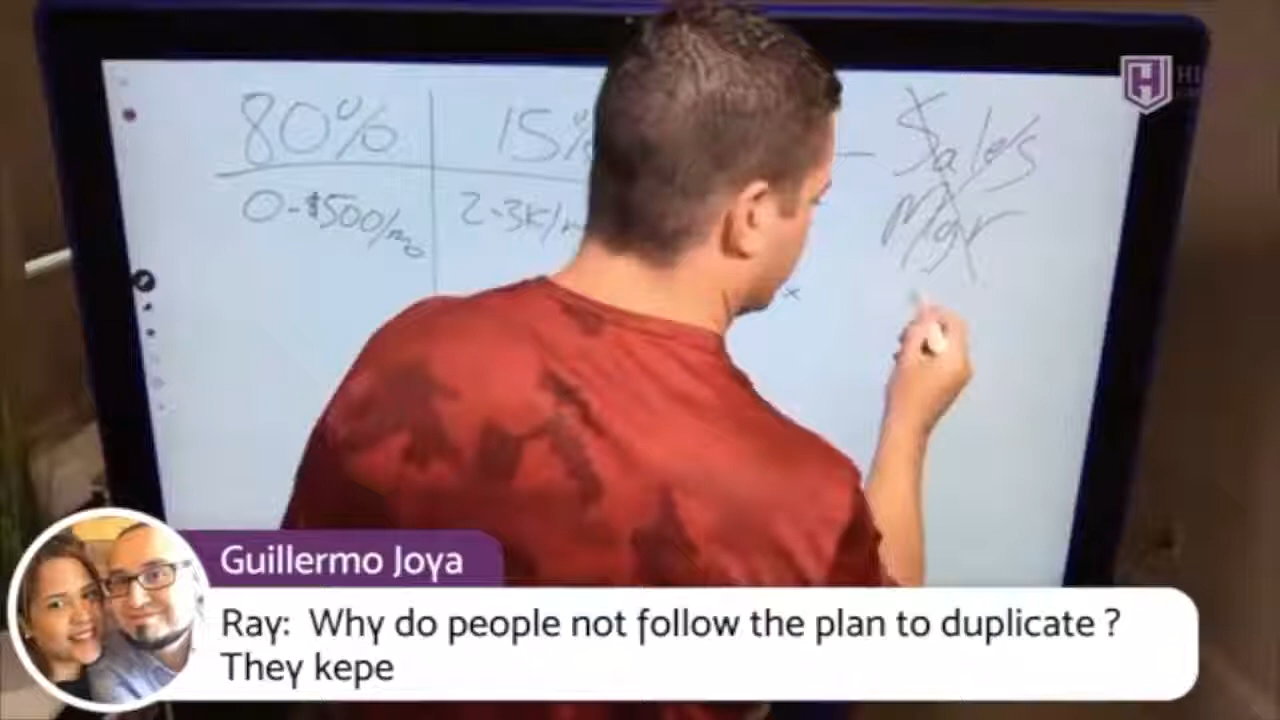 80%
15%
Sales
Mgr
0-$500/mo
2-3K/m
x
Guillermo Joya
Ray:  Why do people not follow the plan to duplicate ?
They kepe